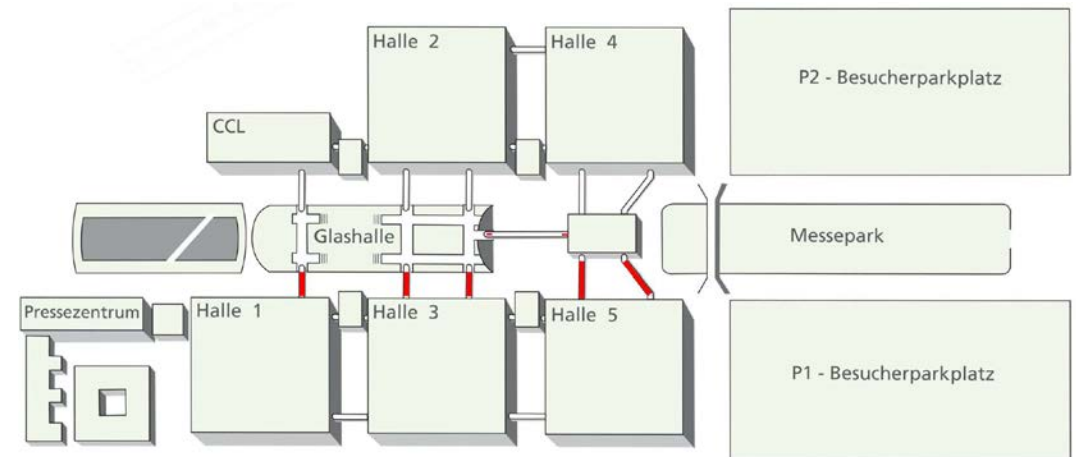 Halle 2
Halle 4
P2 - Besucherparkplatz
CCL
Glashalle
Messepark
Pressezentrum
Halle 1
Halle 3
Halle 5
P1 - Besucherparkplatz